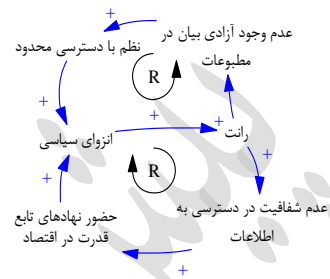 +
عدم وجود آزادی بیان در
مطبوعات
نظم با دسترسی محدود
R
+
+
+
+
انزوای سیاسی
رانت
R
+
+
عدم شفافیت در دسترسی به
اطلاعات
حضور نهادهای تابع
قدرت در اقتصاد
+